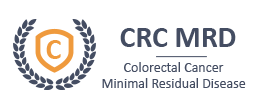 C
CRC MRD
Colorectal Cancer
Minimal Residual Disease